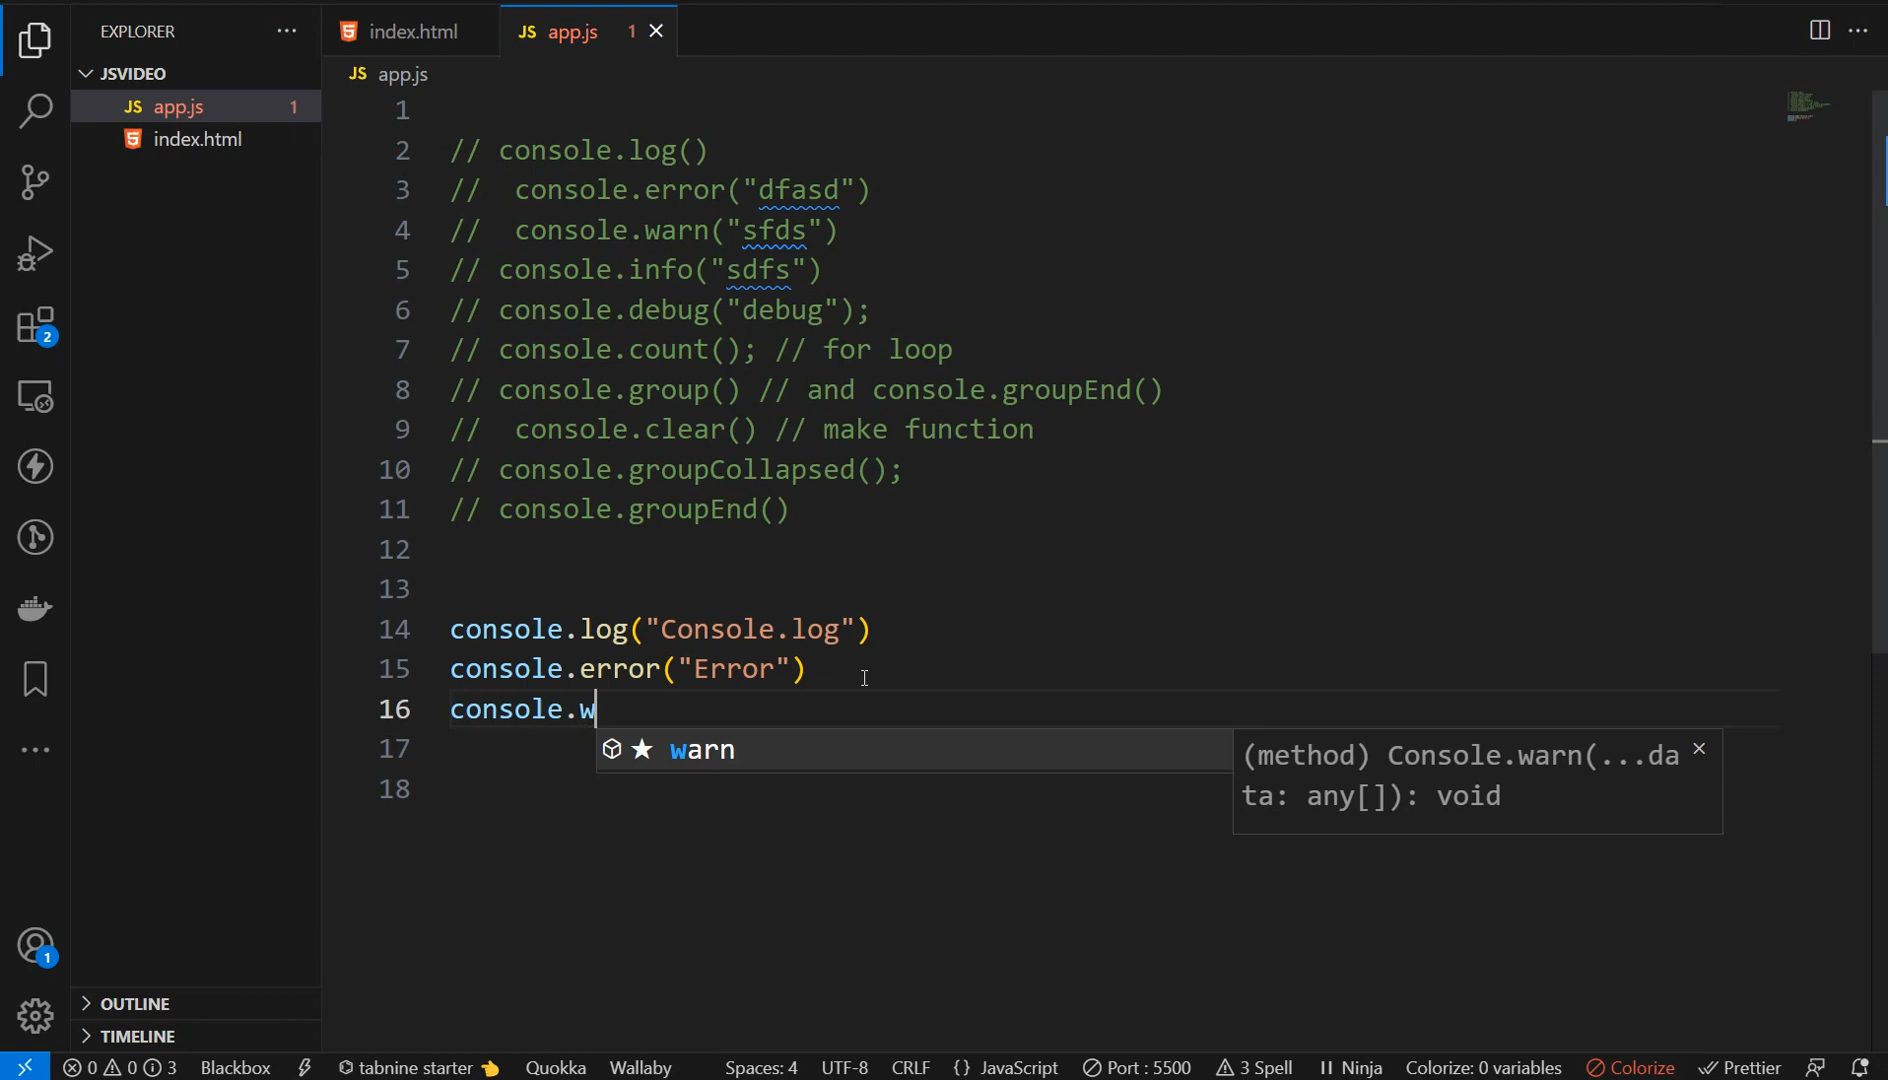 EXPLORER
index.html
JS app.js 1
JSVIDEO
JS app.js 1
index.html
JS app.js
1
2 // console.log()
3 //  console.error("dfasd")
4 //  console.warn("sfds")
5 // console.info("sdfs")
6 // console.debug("debug");
7 // console.count(); // for loop
8 // console.group() // and console.groupEnd()
9 //  console.clear() // make function
10 // console.groupCollapsed();
11 // console.groupEnd()
12
13
14 console.log("Console.log")
15 console.error("Error")
16 console.w
17
18
warn
(method) Console.warn(...da
ta: any[]): void
2
1
OUTLINE
TIMELINE
0 0 3 Blackbox tabnine starter Quokka Wallaby Spaces: 4 UTF-8 CRLF {} JavaScript Port : 5500 3 Spell Ninja Colorize: 0 variables Colorize Prettier